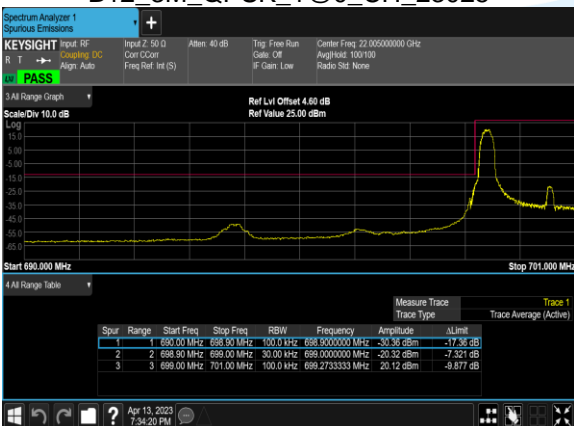 Spectrum Analyzer 1
Spurious Emissions
+
KEYSIGHT Input: RF Input Z: 50 Ω Atten: 40 dB Trig: Free Run Center Freq: 22.005000000 GHz
R T Coupling: DC Corr CCorr Gate: Off Avg|Hold: 100/100
Align: Auto Freq Ref: Int (S) IF Gain: Low Radio Std: None
PASS
3 All Range Graph
Ref Lvl Offset 4.60 dB
Scale/Div 10.0 dB Ref Value 25.00 dBm
Log
15.0
5.00
-5.00
-15.0
-25.0
-35.0
-45.0
-55.0
-65.0
Start 690.000 MHz Stop 701.000 MHz
4 All Range Table
Measure Trace Trace 1
Trace Type Trace Average (Active)
Spur Range Start Freq Stop Freq RBW Frequency Amplitude ΔLimit
1 1 690.00 MHz 698.90 MHz 100.0 kHz 698.9000000 MHz -30.36 dBm -17.36 dB
2 2 698.90 MHz 699.00 MHz 30.00 kHz 699.0000000 MHz -20.32 dBm -7.321 dB
3 3 699.00 MHz 701.00 MHz 100.0 kHz 699.2733333 MHz 20.12 dBm -9.877 dB
? Apr 13, 2023
7:34:20 PM